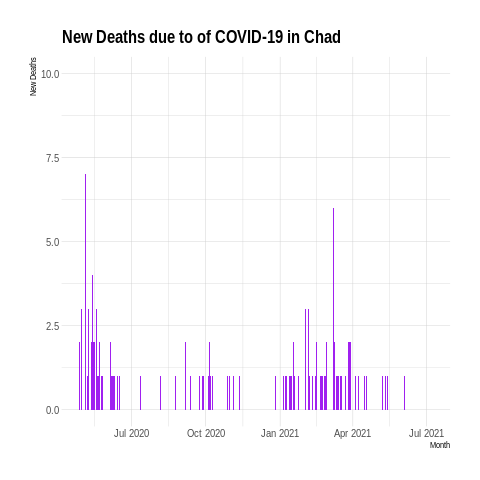 New Deaths due to of COVID-19 in Chad
New Deaths
10.0
7.5
5.0
2.5
0.0
Jul 2020 Oct 2020 Jan 2021 Apr 2021 Jul 2021
Month